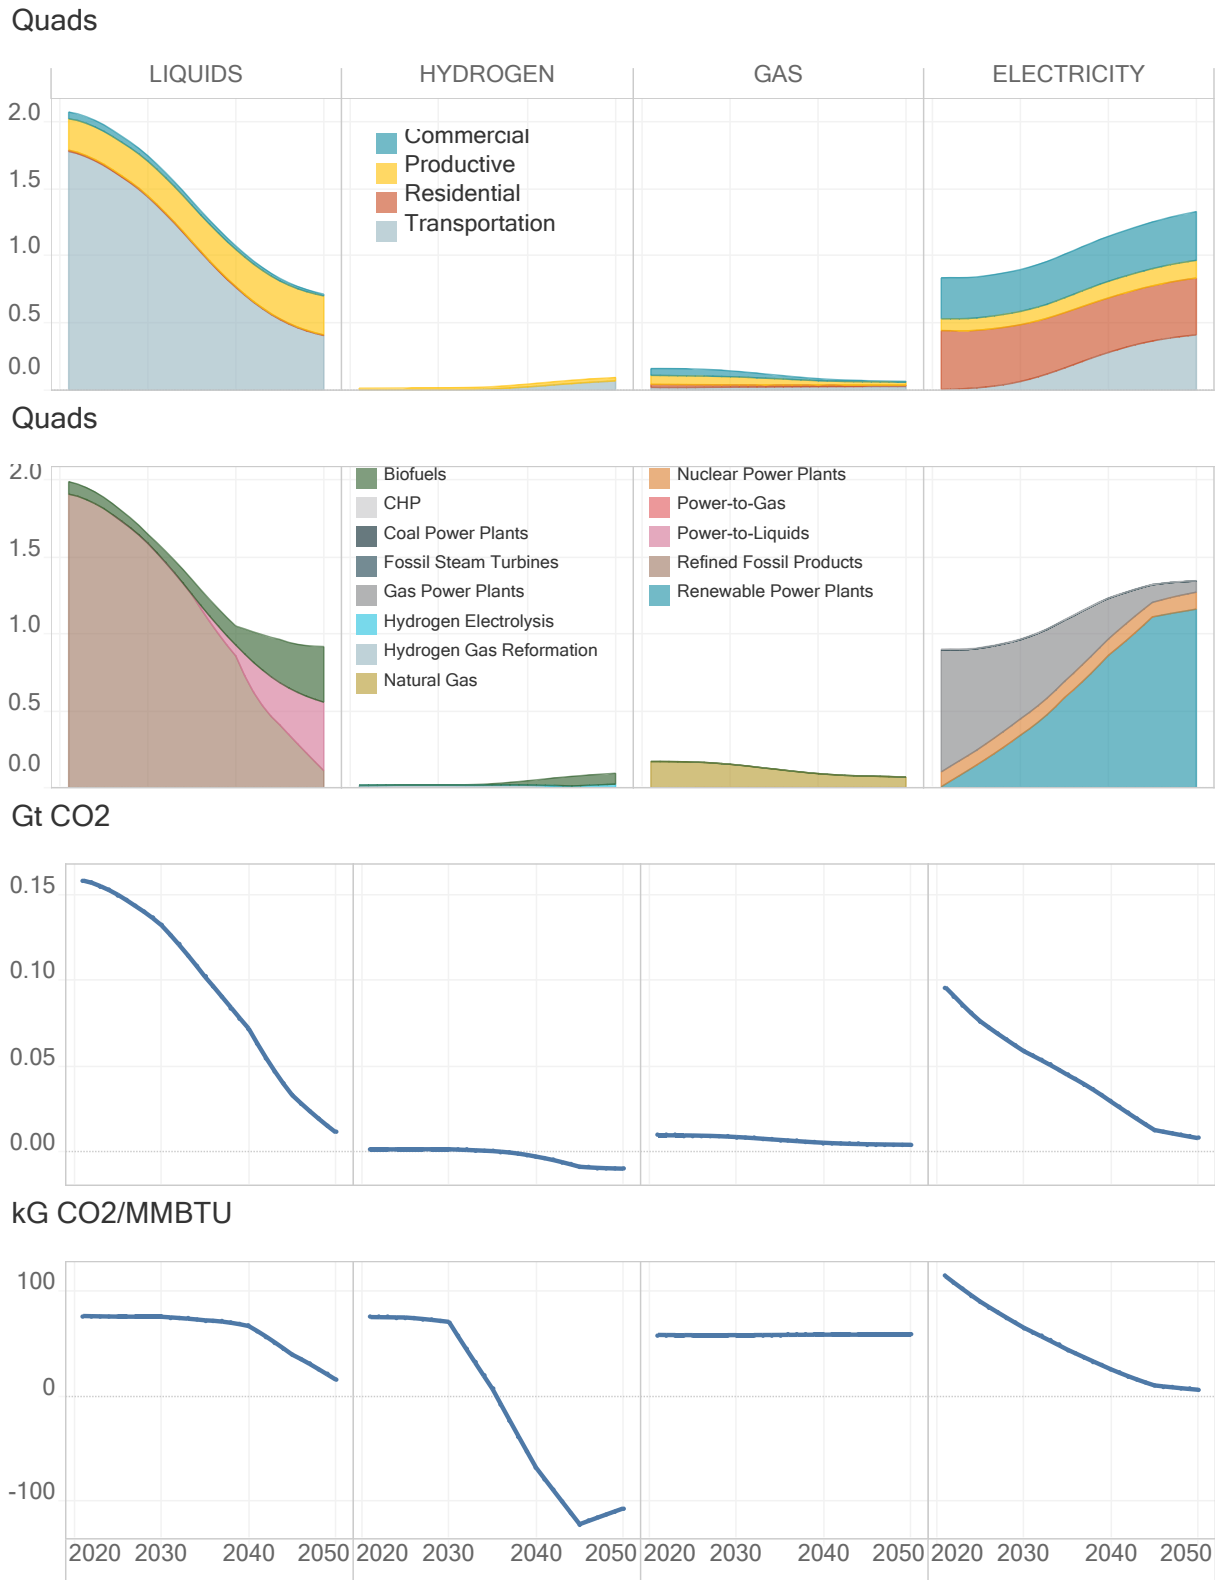 Quads
LIQUIDS HYDROGEN GAS ELECTRICITY
2.0
Commercial
Productive
1.5
Residential
Transportation
1.0
0.5
0.0
Quads
2.0
Biofuels Nuclear Power Plants
CHP Power-to-Gas
Coal Power Plants Power-to-Liquids
1.5
Fossil Steam Turbines Refined Fossil Products
Gas Power Plants Renewable Power Plants
Hydrogen Electrolysis
1.0
Hydrogen Gas Reformation
Natural Gas
0.5
0.0
Gt CO2
0.15
0.10
0.05
0.00
kG CO2/MMBTU
100
0
-100
2020 2030 2040 2050 2020 2030 2040 2050 2020 2030 2040 2050 2020 2030 2040 2050